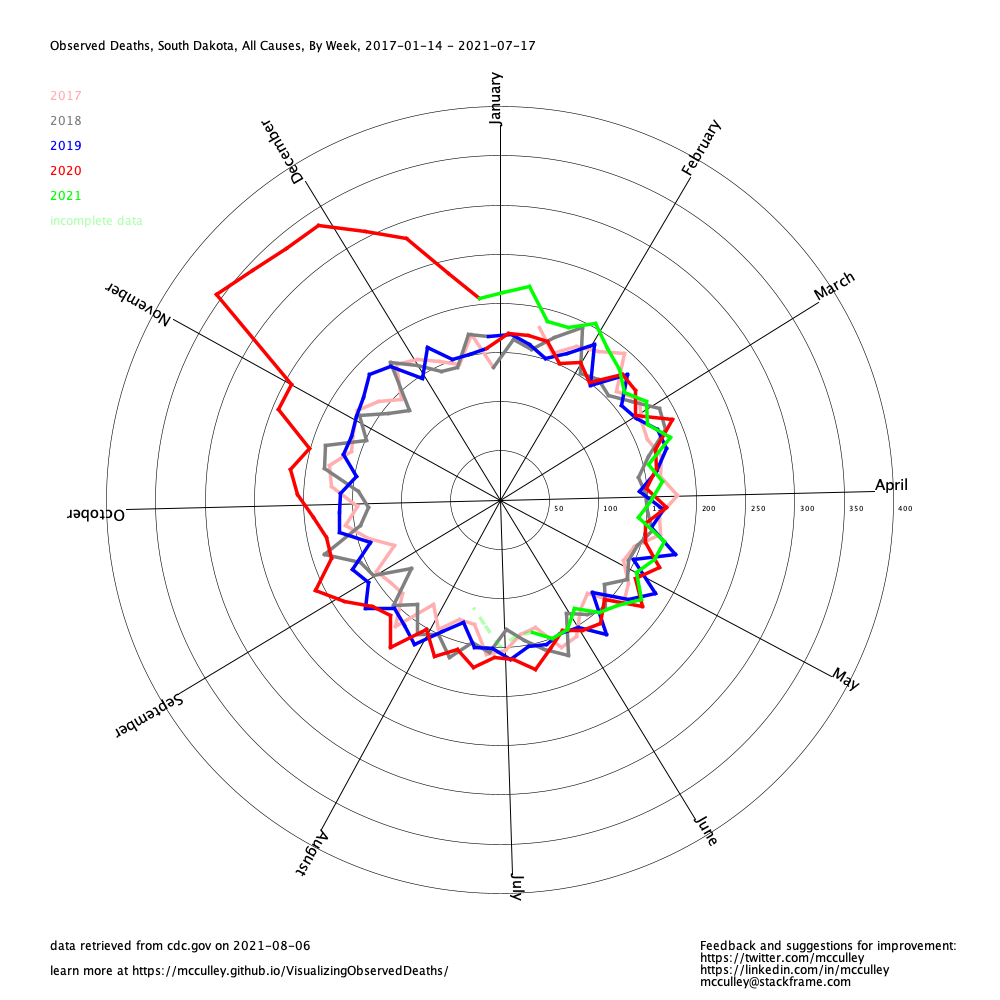 Observed Deaths, South Dakota, All Causes, By Week, 2017-01-14 - 2021-07-17
2017
2018
2019
2020
2021
incomplete data
January
February
March
April
May
June
July
August
September
October
November
December
50
100
200
250
300
350
400
data retrieved from cdc.gov on 2021-08-06
learn more at https://mcculley.github.io/VisualizingObservedDeaths/
Feedback and suggestions for improvement:
https://twitter.com/mcculley
https://linkedin.com/in/mcculley
mcculley@stackframe.com